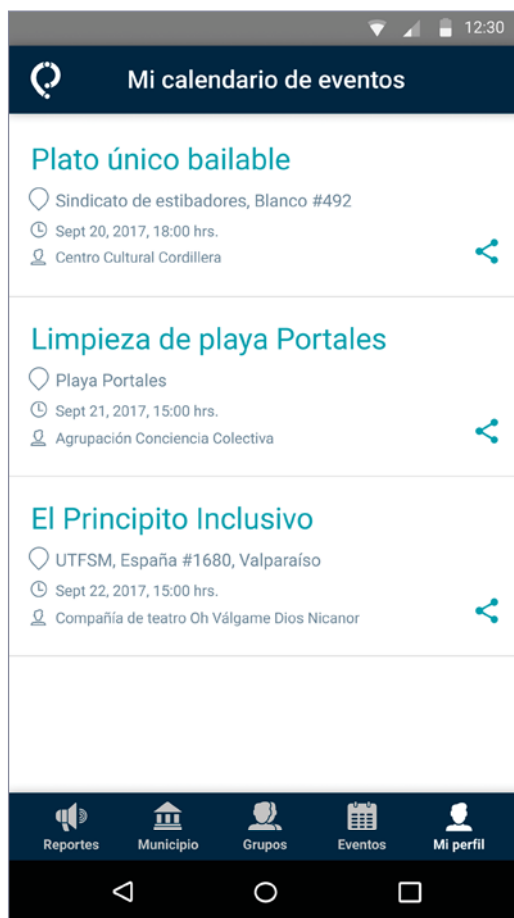 12:30
Mi calendario de eventos
Plato único bailable
Sindicato de estibadores, Blanco #492
Sept 20, 2017, 18:00 hrs.
Centro Cultural Cordillera
Limpieza de playa Portales
Playa Portales
Sept 21, 2017, 15:00 hrs.
Agrupación Conciencia Colectiva
El Principito Inclusivo
UTFSM, España #1680, Valparaíso
Sept 22, 2017, 15:00 hrs.
Compañía de teatro Oh Válgame Dios Nicanor
Reportes Municipio Grupos Eventos Mi perfil